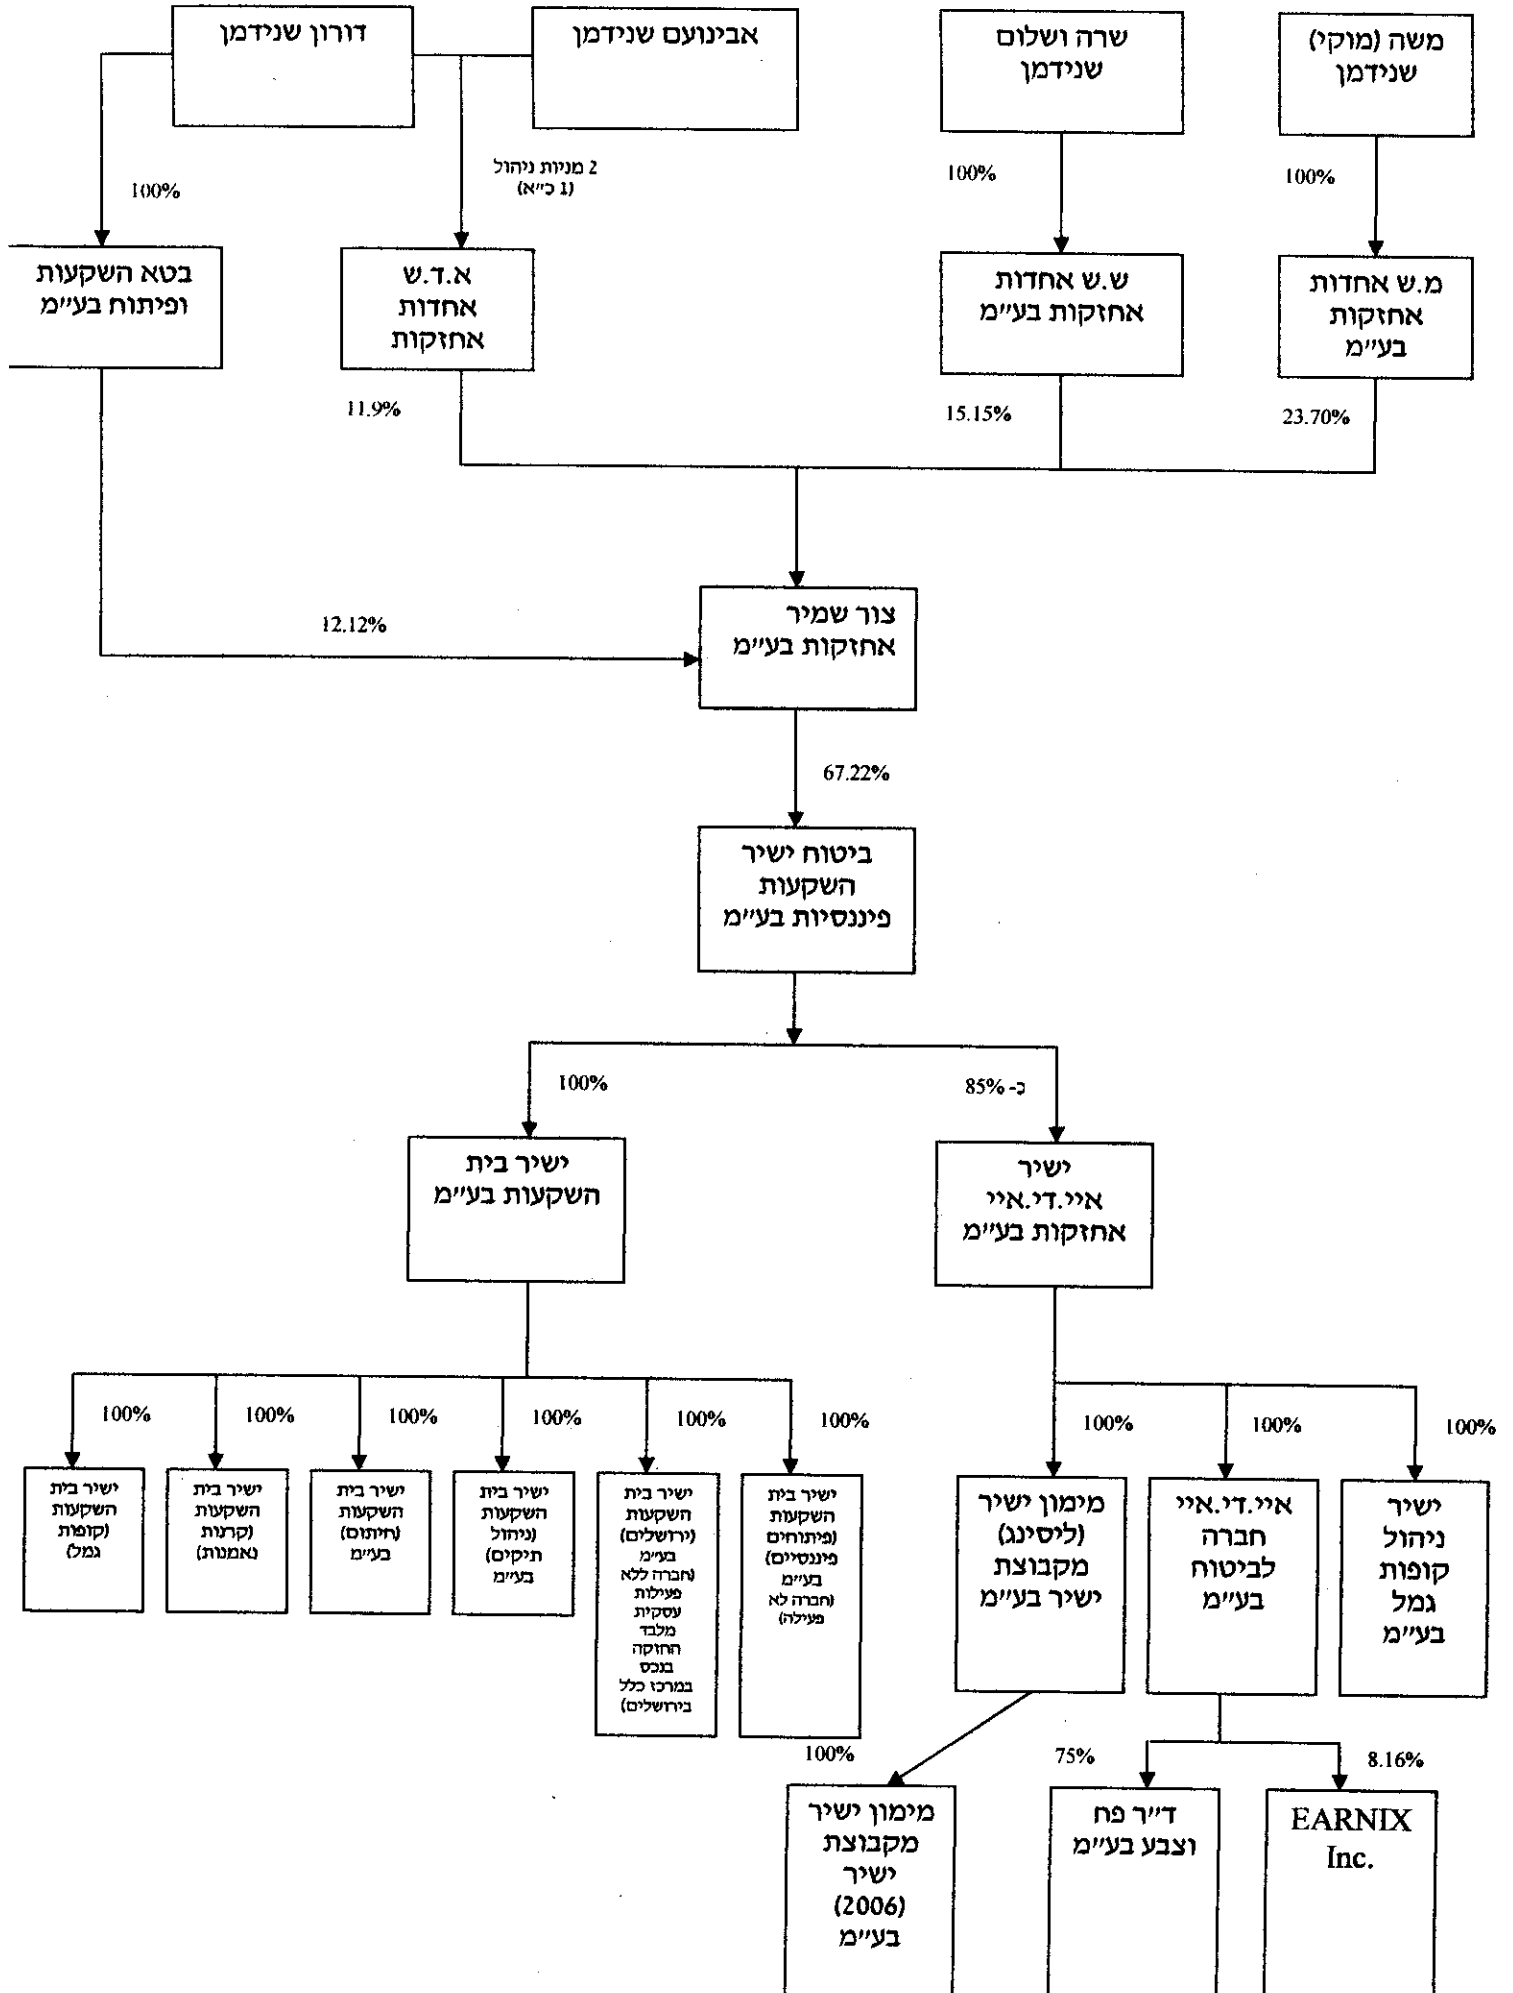 משה (מוקי)
שנידמן
שרה ושלום
שנידמן
אבינועם שנידמן
דורון שנידמן
100%
100%
2 מניות ניהול
(1 כ״א)
100%
מ.ש אחדות
אחזקות
בע״מ
ש.ש אחדות
אחזקות בע״מ
א.ד.ש
אחדות
אחזקות
בטא השקעות
ופיתוח בע״מ
23.70%
15.15%
11.9%
צור שמיר
אחזקות בע״מ
12.12%
67.22%
ביטוח ישיר
השקעות
פיננסיות בע״מ
כ- 85%
100%
ישיר
איי.די.איי
אחזקות בע״מ
ישיר בית
השקעות בע״מ
100%
100%
100%
100%
100%
100%
100%
100%
100%
ישיר
ניהול
קופות
גמל
בע״מ
איי.די.איי
חברה
לביטוח
בע״מ
מימון ישיר
(ליסינג)
מקבוצת
ישיר בע״מ
ישיר בית
השקעות
(פיתוחים
פיננסיים)
בע״מ
(חברה לא
פעילה)
ישיר בית
השקעות
(ירושלים)
בע״מ
(חברה ללא
פעילות
עסקית
מלבד
החזקה
בנכס
במרכז כלל
בירושלים)
ישיר בית
השקעות
(ניהול
תיקים)
בע״מ
ישיר בית
השקעות
(חיתום)
בע״מ
ישיר בית
השקעות
(קרנות
נאמנות)
ישיר בית
השקעות
(קופות
גמל)
8.16%
75%
100%
EARNIX
Inc.
ד״ר פח
וצבע בע״מ
מימון ישיר
מקבוצת
ישיר
(2006)
בע״מ